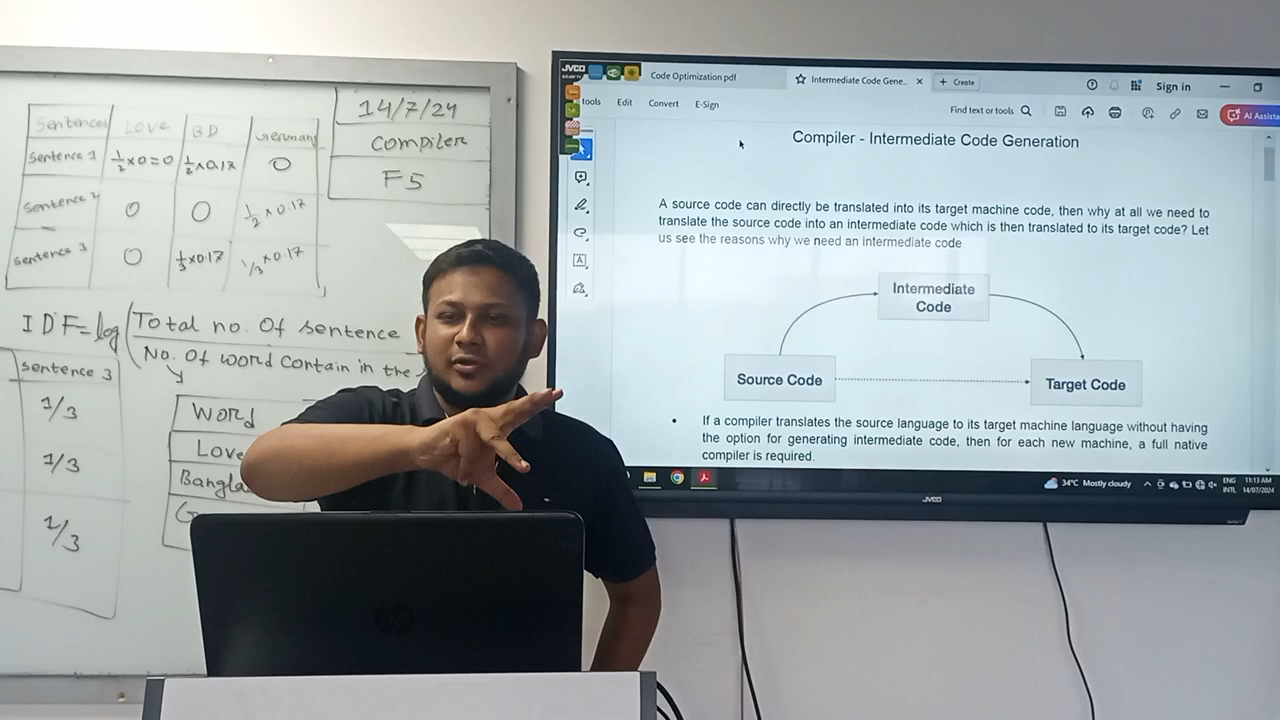 Sentences Love BD Germany
Sentence 1 1/2×0=0 1/2×0.17 0
Sentence 2 0 0 1/2×0.17
Sentence 3 0 1/3×0.17 1/3×0.17
14/7/24
Compiler
F5
IDF=log(Total no. Of sentence
No. Of word contain in the
sentence 3
1/3
1/3
1/3
Word
Love
Bangla
G
JVCO
Code Optimization.pdf
Intermediate Code Gene...
+ Create
Sign in
tools Edit Convert E-Sign
Find text or tools
AI Assista
Compiler - Intermediate Code Generation
A source code can directly be translated into its target machine code, then why at all we need to
translate the source code into an intermediate code which is then translated to its target code? Let
us see the reasons why we need an intermediate code.
Intermediate
Code
Source Code
Target Code
• If a compiler translates the source language to its target machine language without having
the option for generating intermediate code, then for each new machine, a full native
compiler is required.
34°C Mostly cloudy
ENG
INTL
11:13 AM
14/07/2024
JVCO
hp